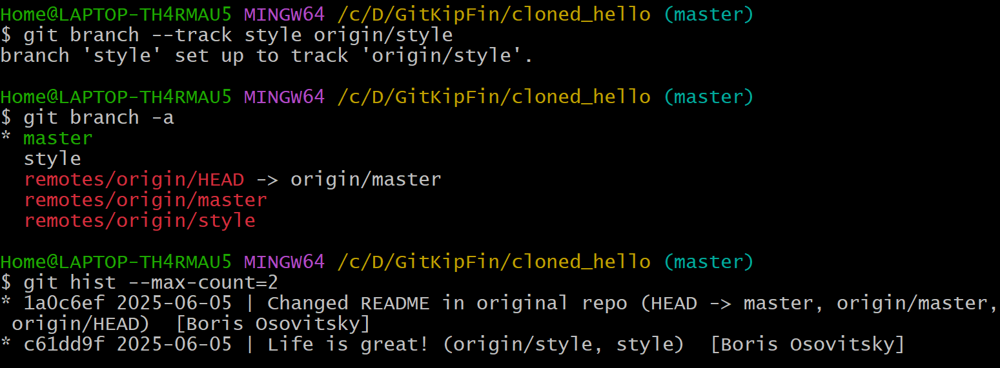 Home@LAPTOP-TH4RMAU5 MINGW64 /c/D/GitKipFin/cloned_hello (master)
$ git branch --track style origin/style
branch 'style' set up to track 'origin/style'.
Home@LAPTOP-TH4RMAU5 MINGW64 /c/D/GitKipFin/cloned_hello (master)
$ git branch -a
* master
  style
  remotes/origin/HEAD -> origin/master
  remotes/origin/master
  remotes/origin/style
Home@LAPTOP-TH4RMAU5 MINGW64 /c/D/GitKipFin/cloned_hello (master)
$ git hist --max-count=2
* 1a0c6ef 2025-06-05 | Changed README in original repo (HEAD -> master, origin/master,
 origin/HEAD)  [Boris Osovitsky]
* c61dd9f 2025-06-05 | Life is great! (origin/style, style)  [Boris Osovitsky]